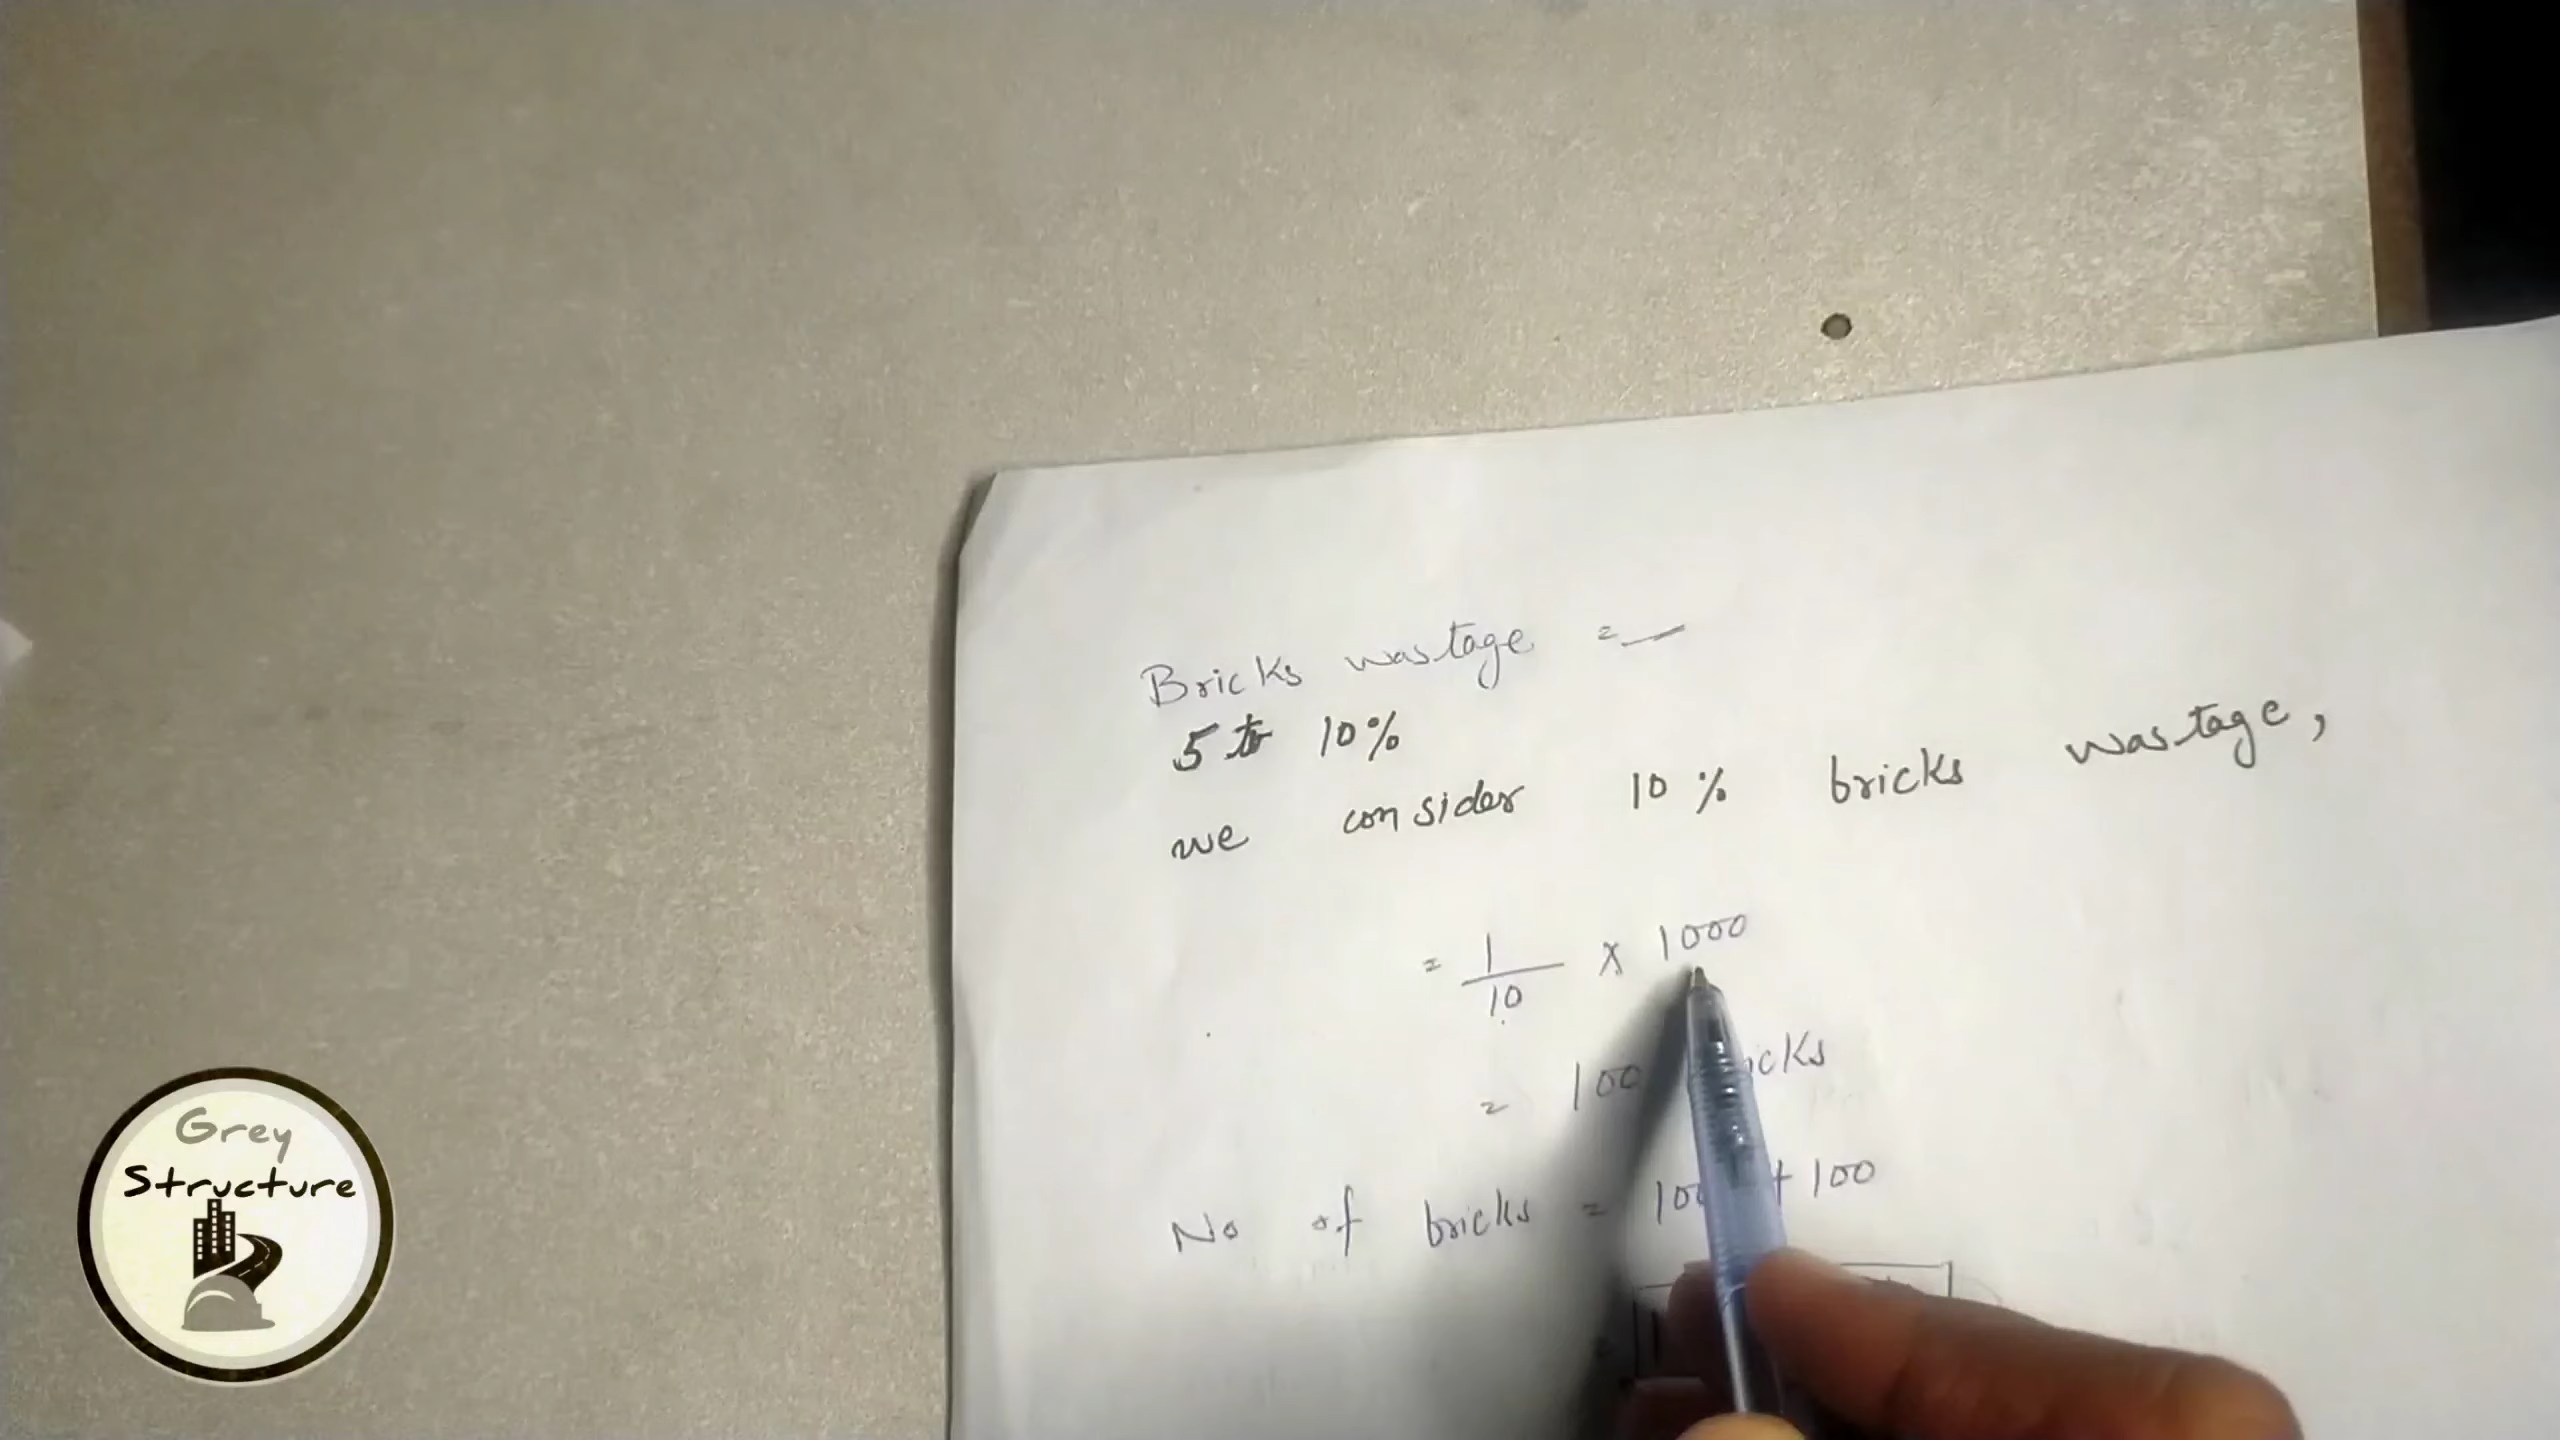 Bricks wastage =
5 to 10%
we consider 10% bricks wastage,
= 1/10 x 1000
= 100
No of bricks = + 100
Grey
Structure